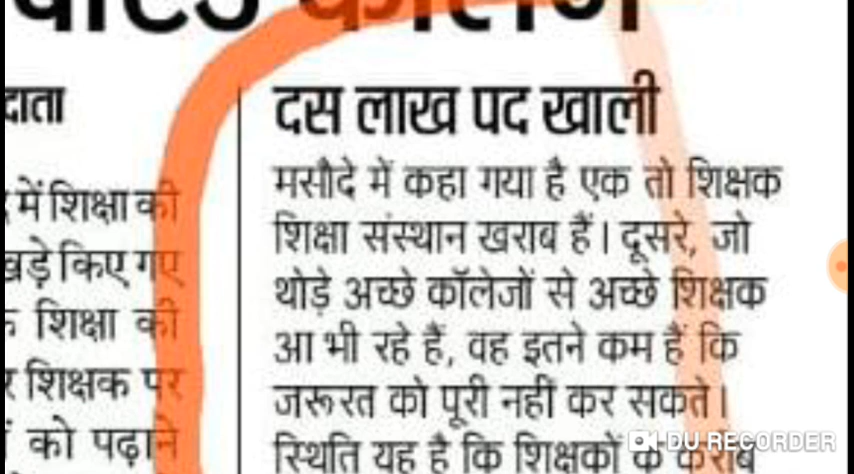 दाता
में शिक्षा की
खड़े किए गए
शिक्षा की
शिक्षक पर
को पढ़ाने
दस लाख पद खाली
मसौदे में कहा गया है एक तो शिक्षक
शिक्षा संस्थान खराब हैं। दूसरे, जो
थोड़े अच्छे कॉलेजों से अच्छे शिक्षक
आ भी रहे हैं, वह इतने कम हैं कि
जरूरत को पूरी नहीं कर सकते।
स्थिति यह है कि शिक्षकों के करीब
DU RECORDER